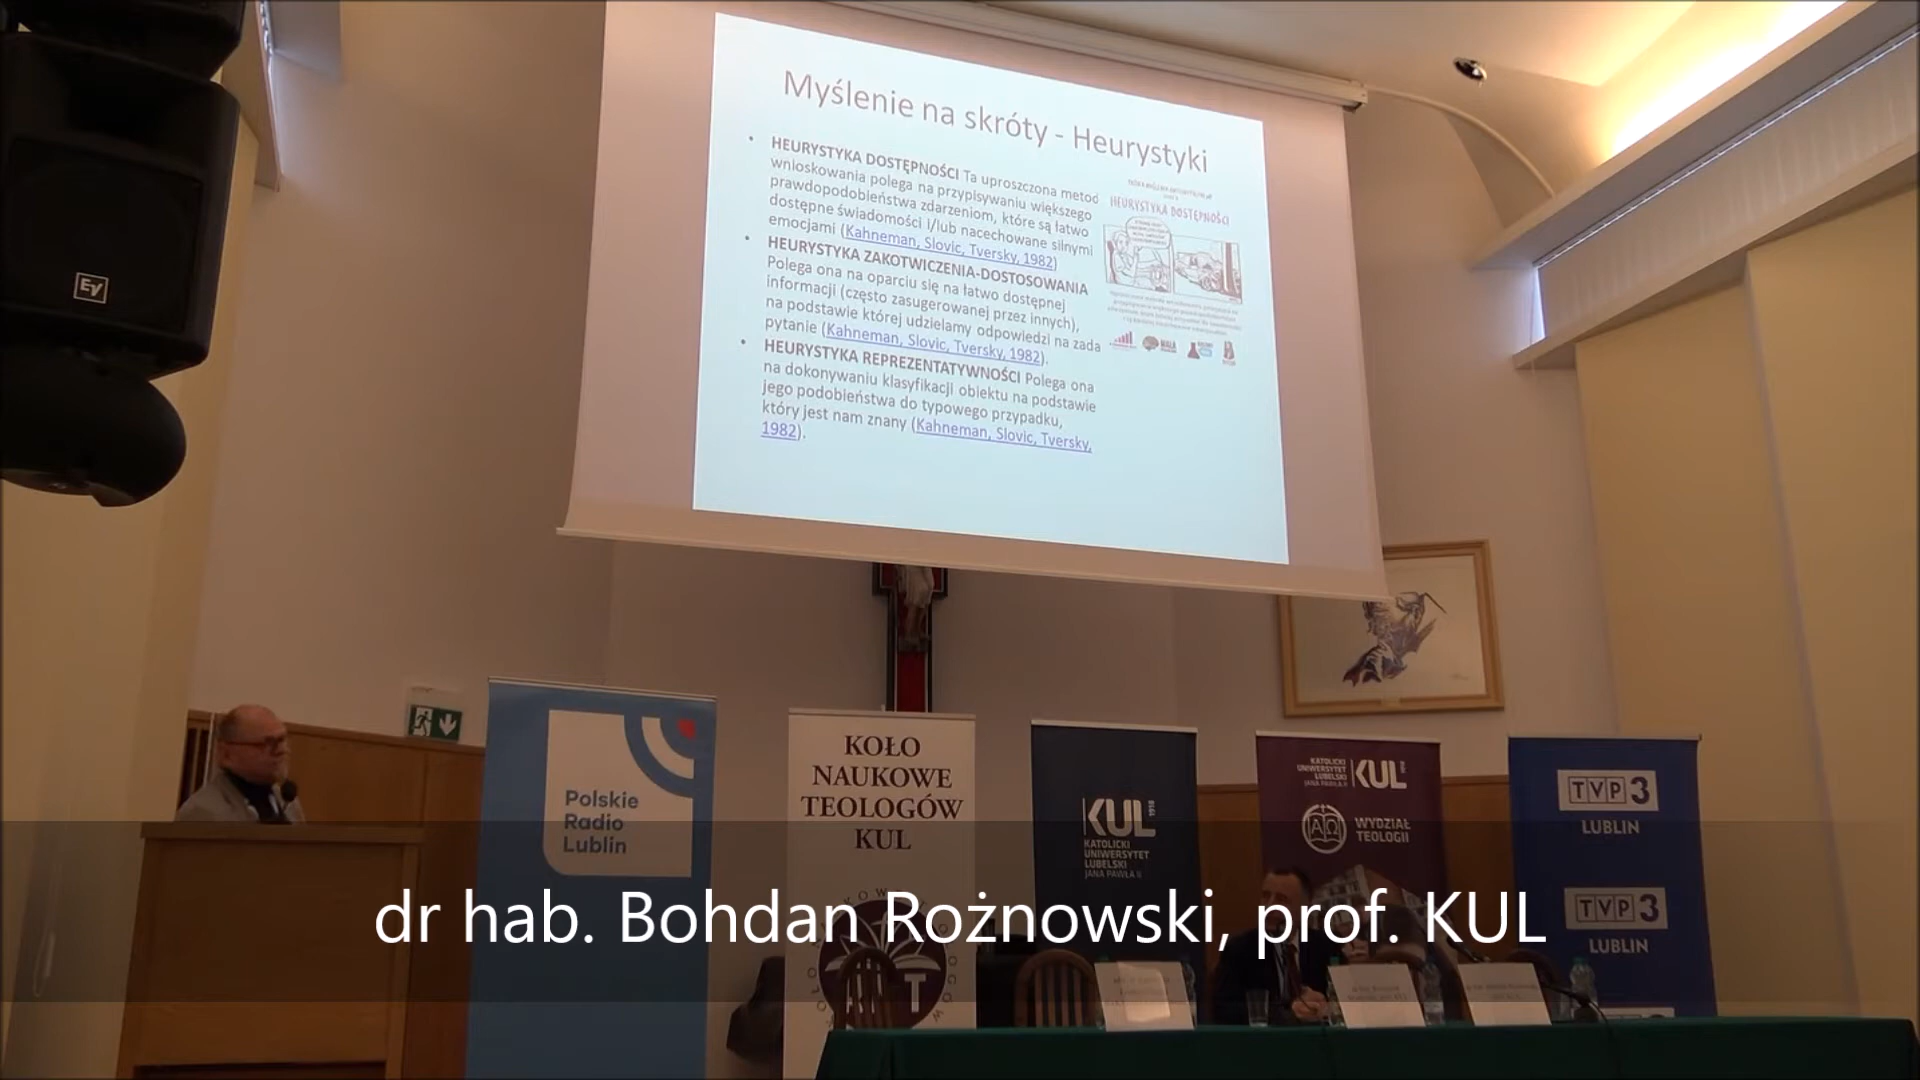 Myślenie na skróty - Heurystyki
• HEURYSTYKA DOSTĘPNOŚCI Ta uproszczona metod
wnioskowania polega na przypisywaniu większego
prawdopodobieństwa zdarzeniom, które są łatwo
dostępne świadomości i/lub nacechowane silnymi
emocjami (Kahneman, Slovic, Tversky, 1982)
• HEURYSTYKA ZAKOTWICZENIA-DOSTOSOWANIA
Polega ona na oparciu się na łatwo dostępnej
informacji (często zasugerowanej przez innych),
na podstawie której udzielamy odpowiedzi na zada
pytanie (Kahneman, Slovic, Tversky, 1982).
• HEURYSTYKA REPREZENTATYWNOŚCI Polega ona
na dokonywaniu klasyfikacji obiektu na podstawie
jego podobieństwa do typowego przypadku,
który jest nam znany (Kahneman, Slovic, Tversky,
1982).
HEURYSTYKA DOSTĘPNOŚCI
EV
Polskie
Radio
Lublin
KOŁO
NAUKOWE
TEOLOGÓW
KUL
KUL
1918
KATOLICKI
UNIWERSYTET
LUBELSKI
JANA PAWŁA II
KATOLICKI
UNIWERSYTET
LUBELSKI
JANA PAWŁA II
KUL
1918
ΑΩ
WYDZIAŁ
TEOLOGII
TVP3
LUBLIN
TVP3
LUBLIN
TVP3
dr hab. Bohdan Rożnowski, prof. KUL